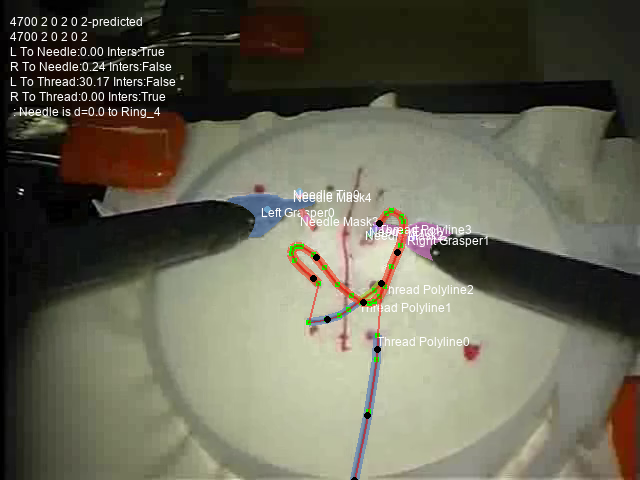 4700 2 0 2 0 2-predicted
4700 2 0 2 0 2
L To Needle:0.00 Inters:True
R To Needle:0.24 Inters:False
L To Thread:30.17 Inters:False
R To Thread:0.00 Inters:True
: Needle is d=0.0 to Ring_4
Needle Tip0
Needle Mask4
Left Grasper0
Needle Mask3
Thread Polyline3
Right Grasper1
Thread Polyline2
Thread Polyline1
Thread Polyline0